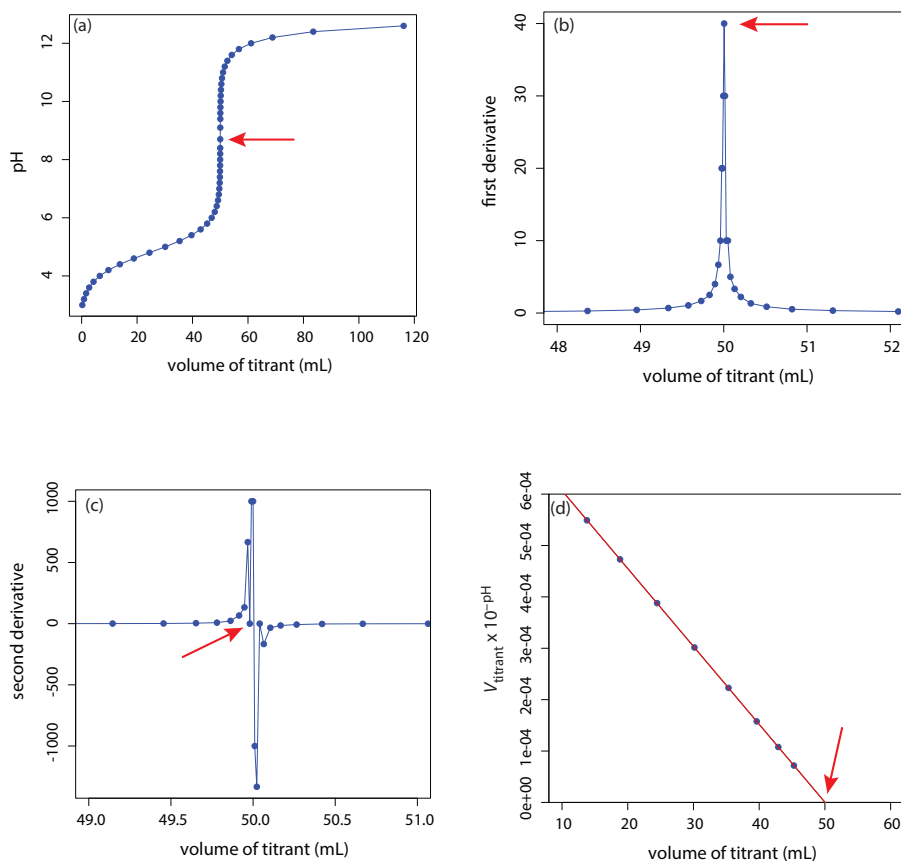 (a)
pH
4
6
8
10
12
0 20 40 60 80 100 120
volume of titrant (mL)
(b)
first derivative
0
10
20
30
40
48 49 50 51 52
volume of titrant (mL)
(c)
second derivative
-1000
-500
0
500
1000
49.0 49.5 50.0 50.5 51.0
volume of titrant (mL)
(d)
Vtitrant x 10–pH
0e+00
1e-04
2e-04
3e-04
4e-04
5e-04
6e-04
10 20 30 40 50 60
volume of titrant (mL)